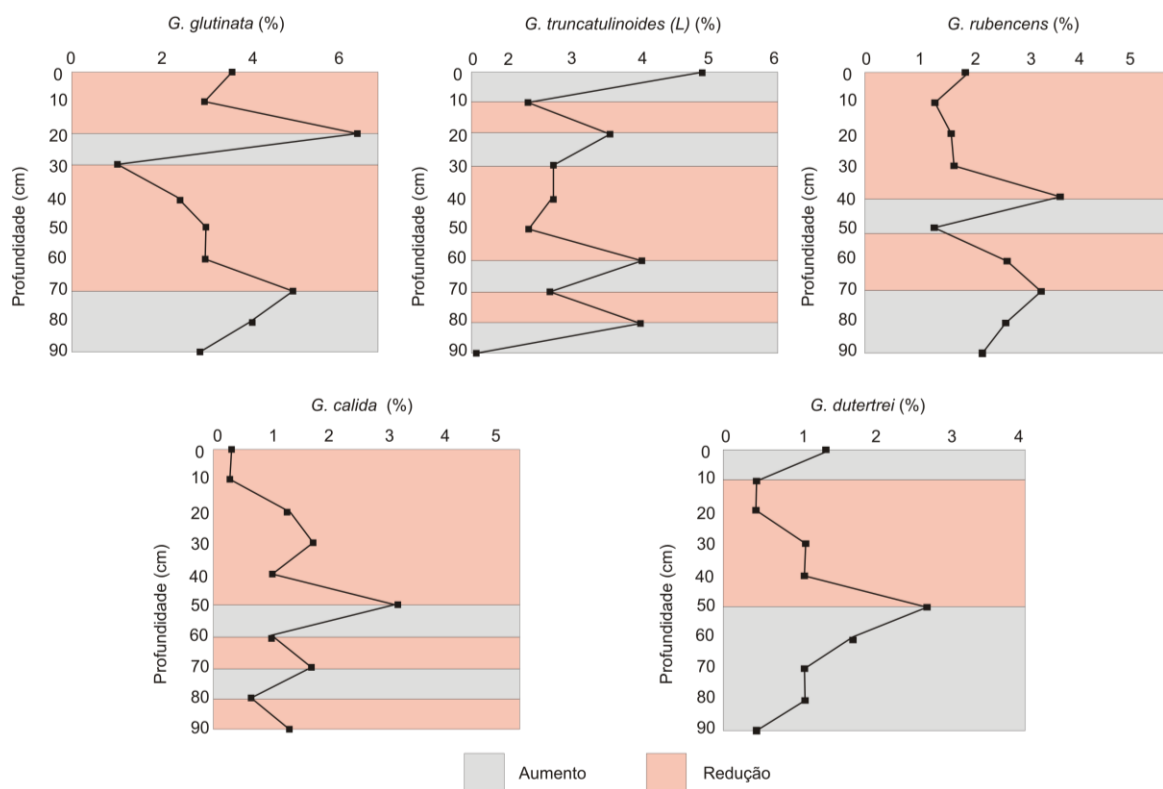 G. glutinata (%)
0 2 4 6
Profundidade (cm)
0
10
20
30
40
50
60
70
80
90
G. truncatulinoides (L) (%)
0 2 3 4 5 6
Profundidade (cm)
0
10
20
30
40
50
60
70
80
90
G. rubencens (%)
0 2 3 4 5
Profundidade (cm)
0
10
20
30
40
50
60
70
80
90
G. calida (%)
0 1 2 3 4 5
Profundidade (cm)
0
10
20
30
40
50
60
70
80
90
G. dutertrei (%)
0 1 2 3 4
Profundidade (cm)
0
10
20
30
40
50
60
70
80
90
Aumento
Redução